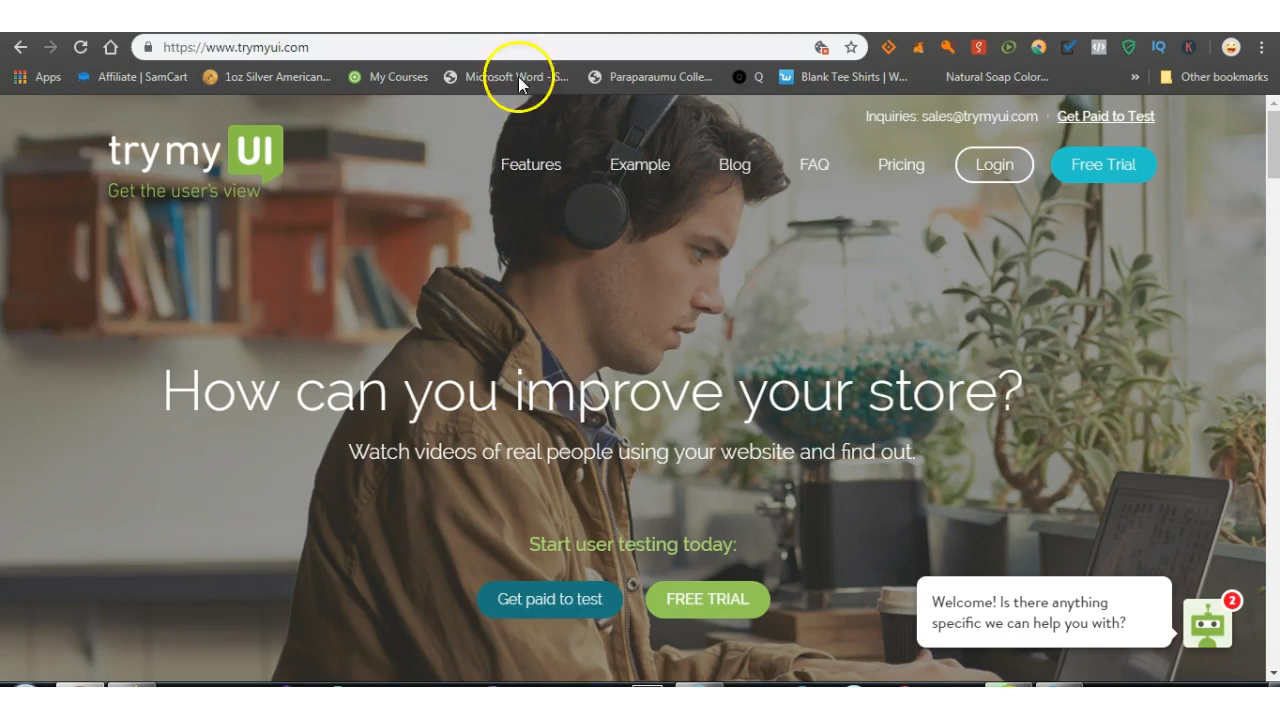 https://www.trymyui.com
Apps Affiliate | SamCart 1oz Silver American... My Courses Microsoft Word - S... Paraparaumu Colle... Q Blank Tee Shirts | W... Natural Soap Color... » Other bookmarks
Inquiries: sales@trymyui.com · Get Paid to Test
trymy UI
Get the user's view
Features Example Blog FAQ Pricing Login Free Trial
How can you improve your store?
Watch videos of real people using your website and find out.
Start user testing today:
Get paid to test FREE TRIAL
Welcome! Is there anything
specific we can help you with?
2